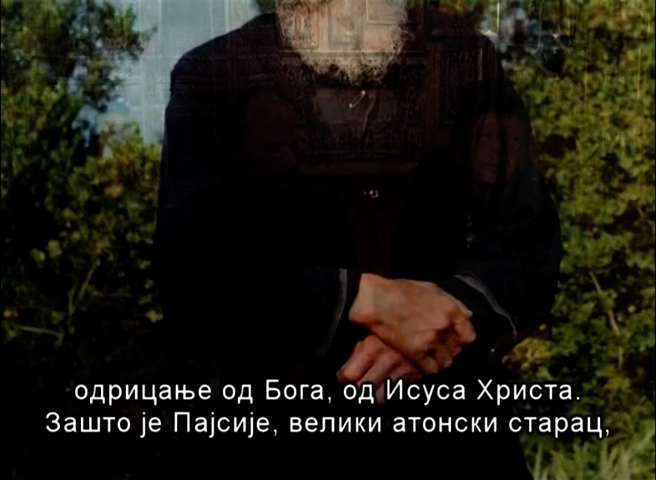 одрицање од Бога, од Исуса Христа.
Зашто је Пајсије, велики атонски старац,